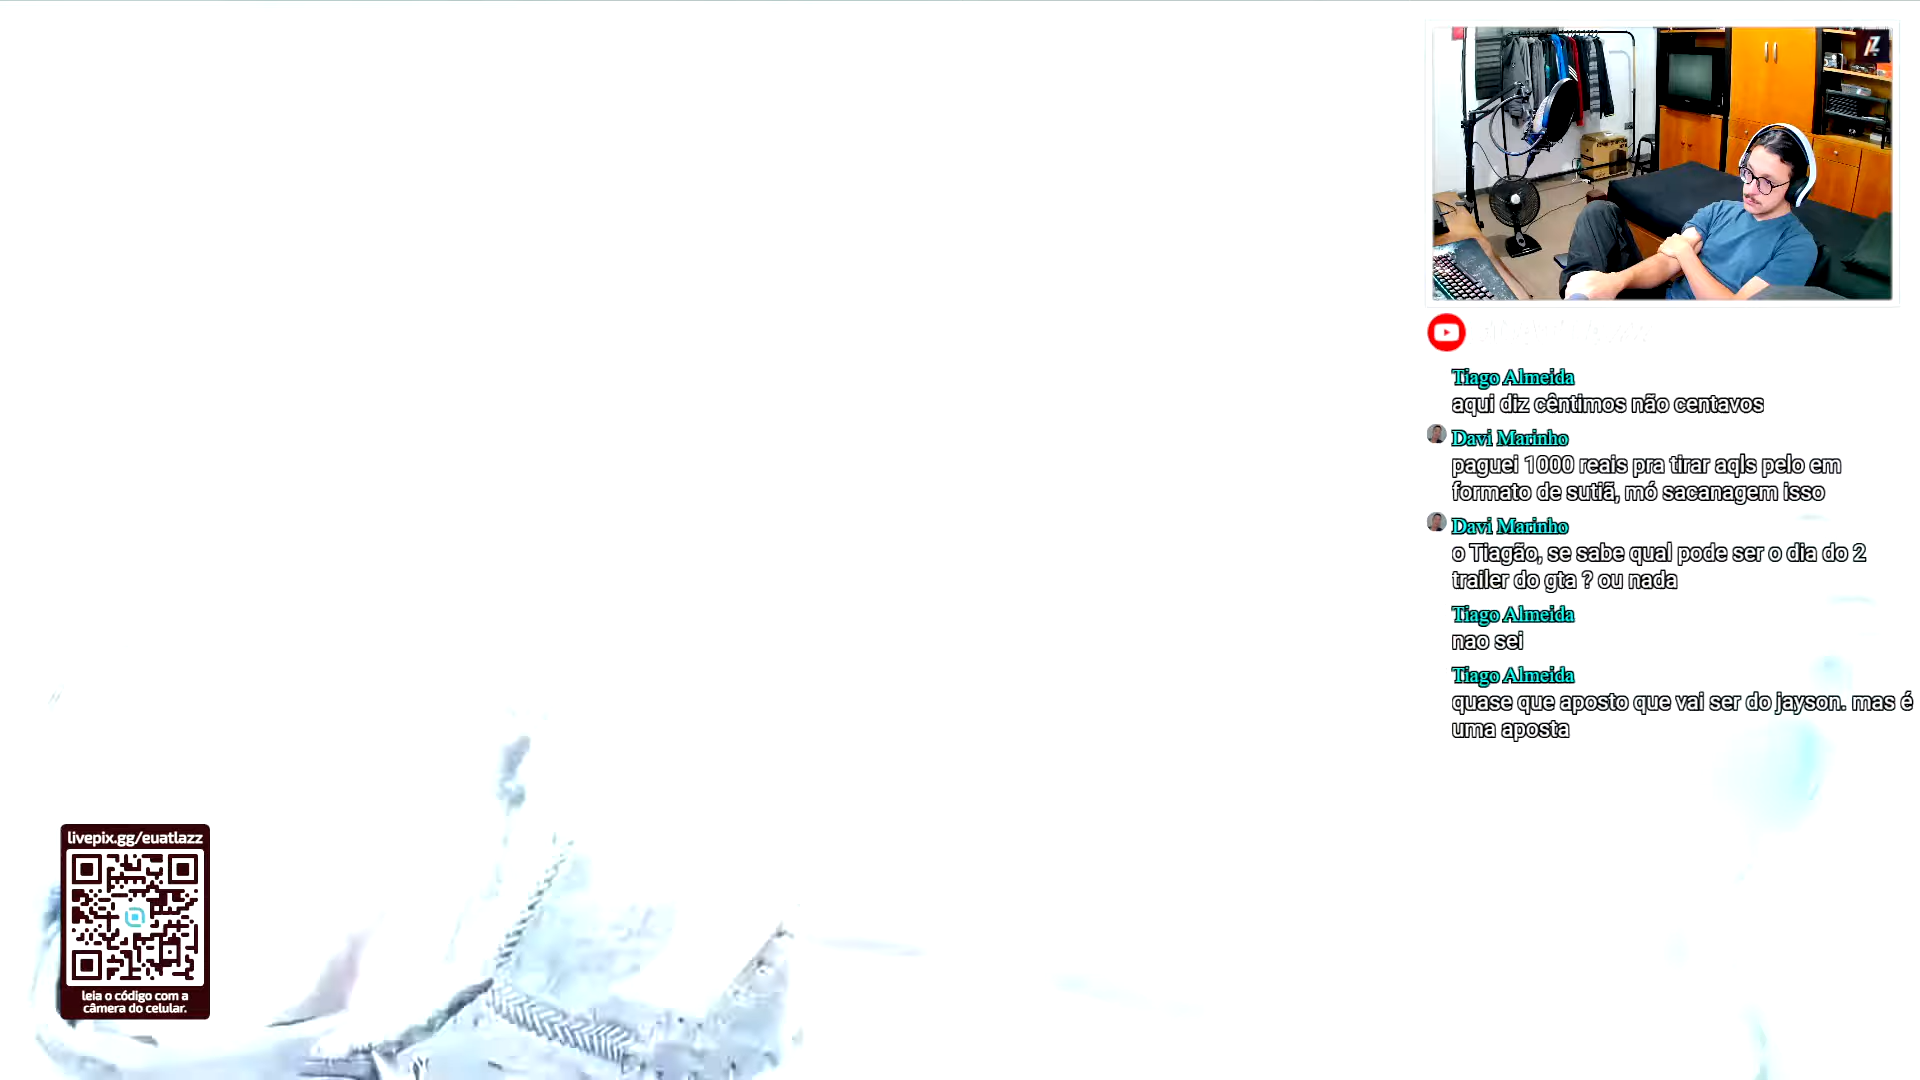 Tiago Almeida
aqui diz cêntimos não centavos
Davi Marinho
paguei 1000 reais pra tirar aqls pelo em
formato de sutiã, mó sacanagem isso
Davi Marinho
o Tiagão, se sabe qual pode ser o dia do 2
trailer do gta ? ou nada
Tiago Almeida
nao sei
Tiago Almeida
quase que aposto que vai ser do jayson. mas é
uma aposta
livepix.gg/euatlazz
leia o código com a
câmera do celular.